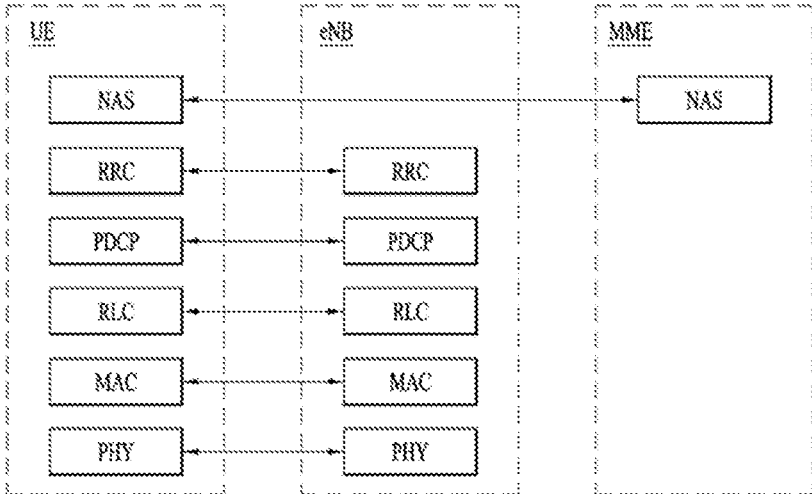 UE eNB MME
NAS NAS
RRC RRC
PDCP PDCP
RLC RLC
MAC MAC
PHY PHY